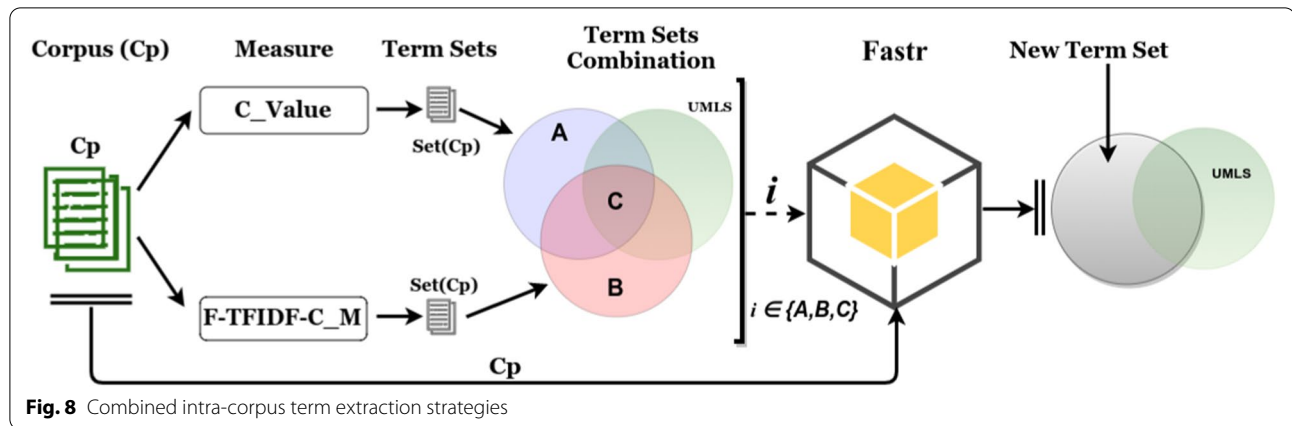 Corpus (Cp)
Measure
Term Sets
Term Sets
Combination
Fastr
New Term Set
Cp
C_Value
Set(Cp)
A
UMLS
C
B
i
i ∈ {A,B,C}
UMLS
F-TFIDF-C_M
Set(Cp)
Cp
Fig. 8 Combined intra-corpus term extraction strategies